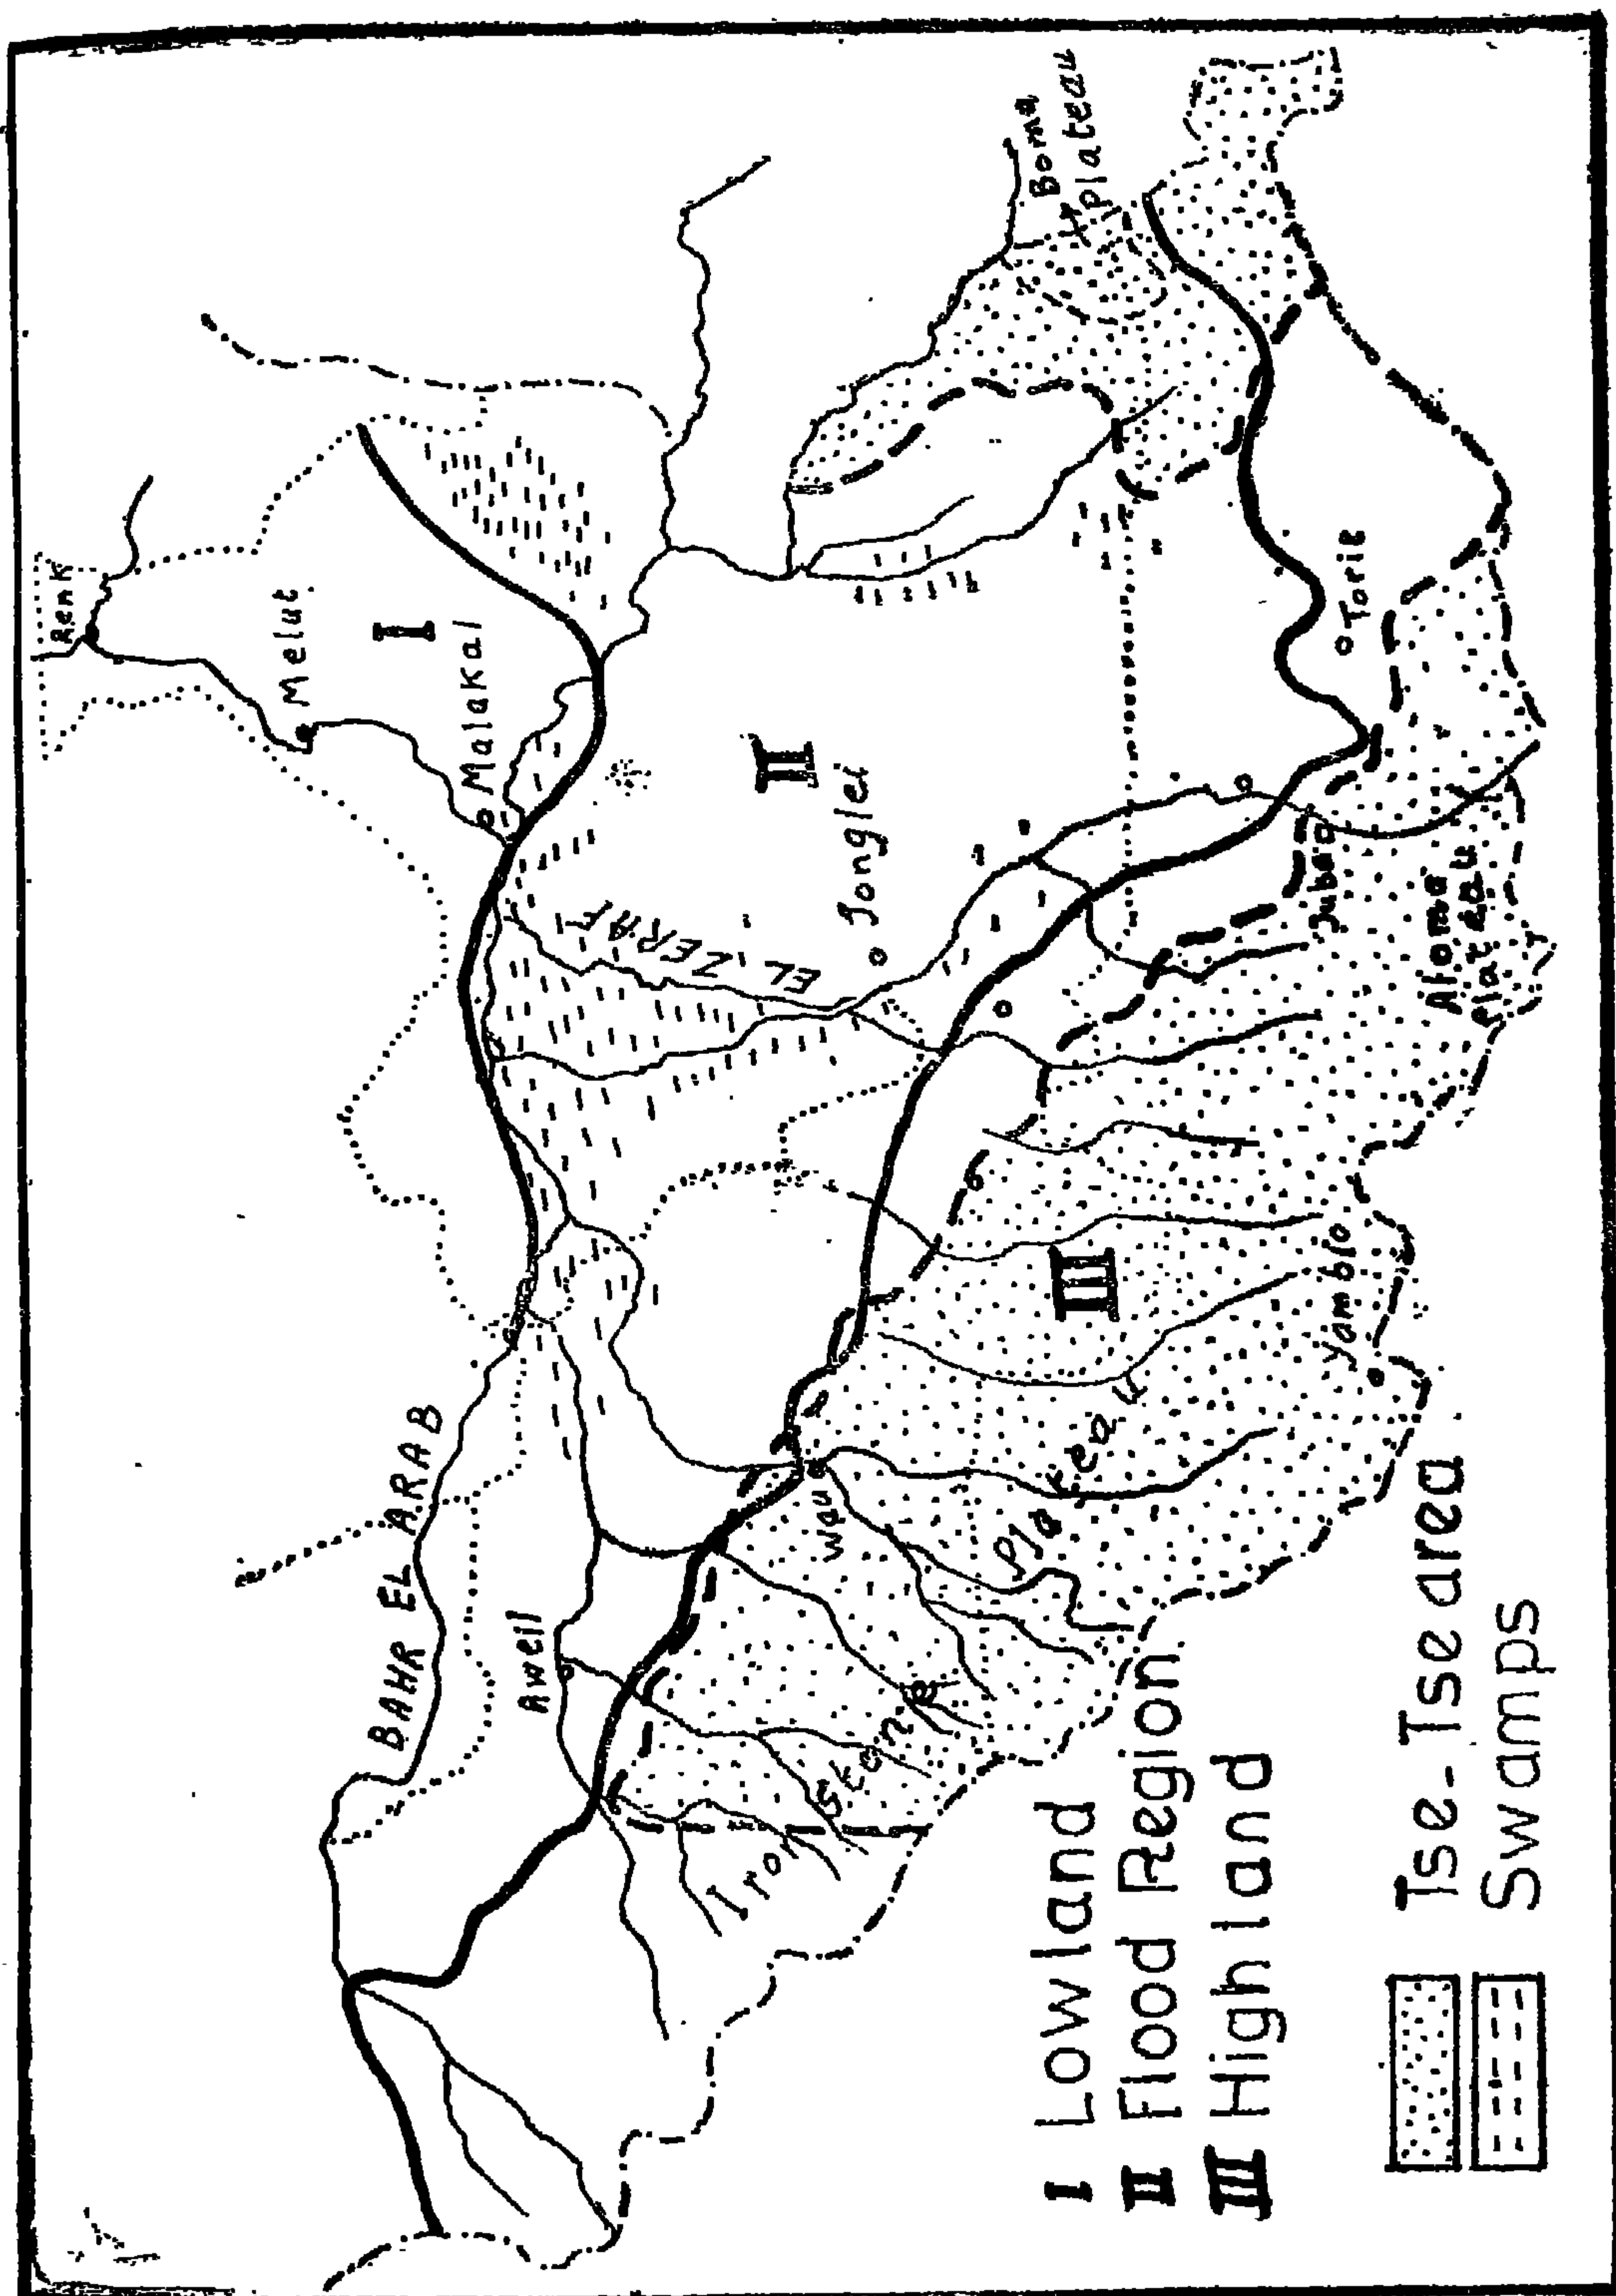 Renk
Melut
I
Malakal
BAHR EL ARAB
EL ZERAF
II
Jonglei
Aweil
Boma
plateau
Wau
III
Iron Stone Plateau
Torit
Juba
Yambio
Aloma
Plateau
I Lowland
II Flood Region
III Highland
Tse-Tse area
Swamps